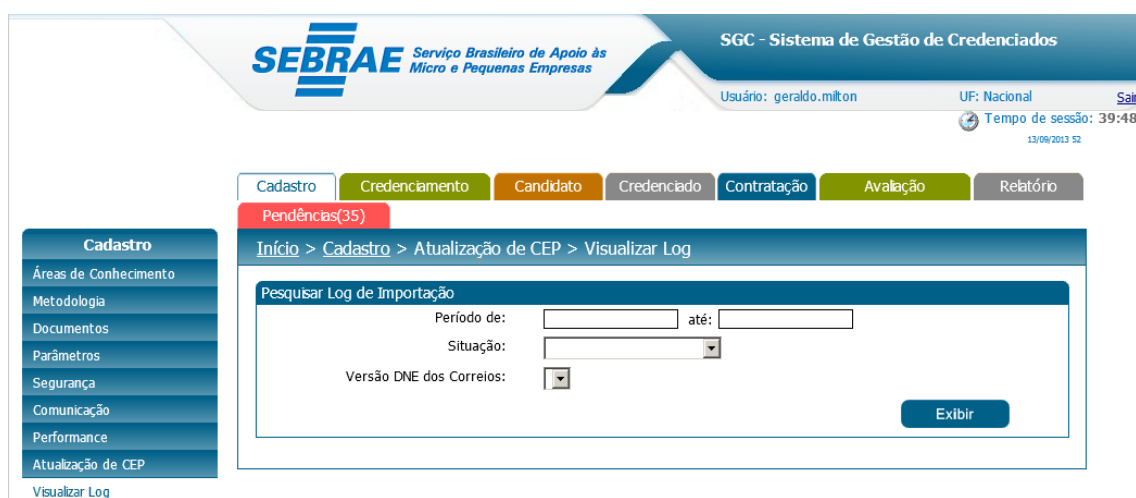 SEBRAE Serviço Brasileiro de Apoio às
Micro e Pequenas Empresas
SGC - Sistema de Gestão de Credenciados
Usuário: geraldo.milton UF: Nacional Sair
Tempo de sessão: 39:48
13/09/2013 52
Cadastro Credenciamento Candidato Credenciado Contratação Avaliação Relatório
Pendências(35)
Cadastro
Áreas de Conhecimento
Metodologia
Documentos
Parâmetros
Segurança
Comunicação
Performance
Atualização de CEP
Visualizar Log
Início > Cadastro > Atualização de CEP > Visualizar Log
Pesquisar Log de Importação
Período de: até:
Situação:
Versão DNE dos Correios:
Exibir